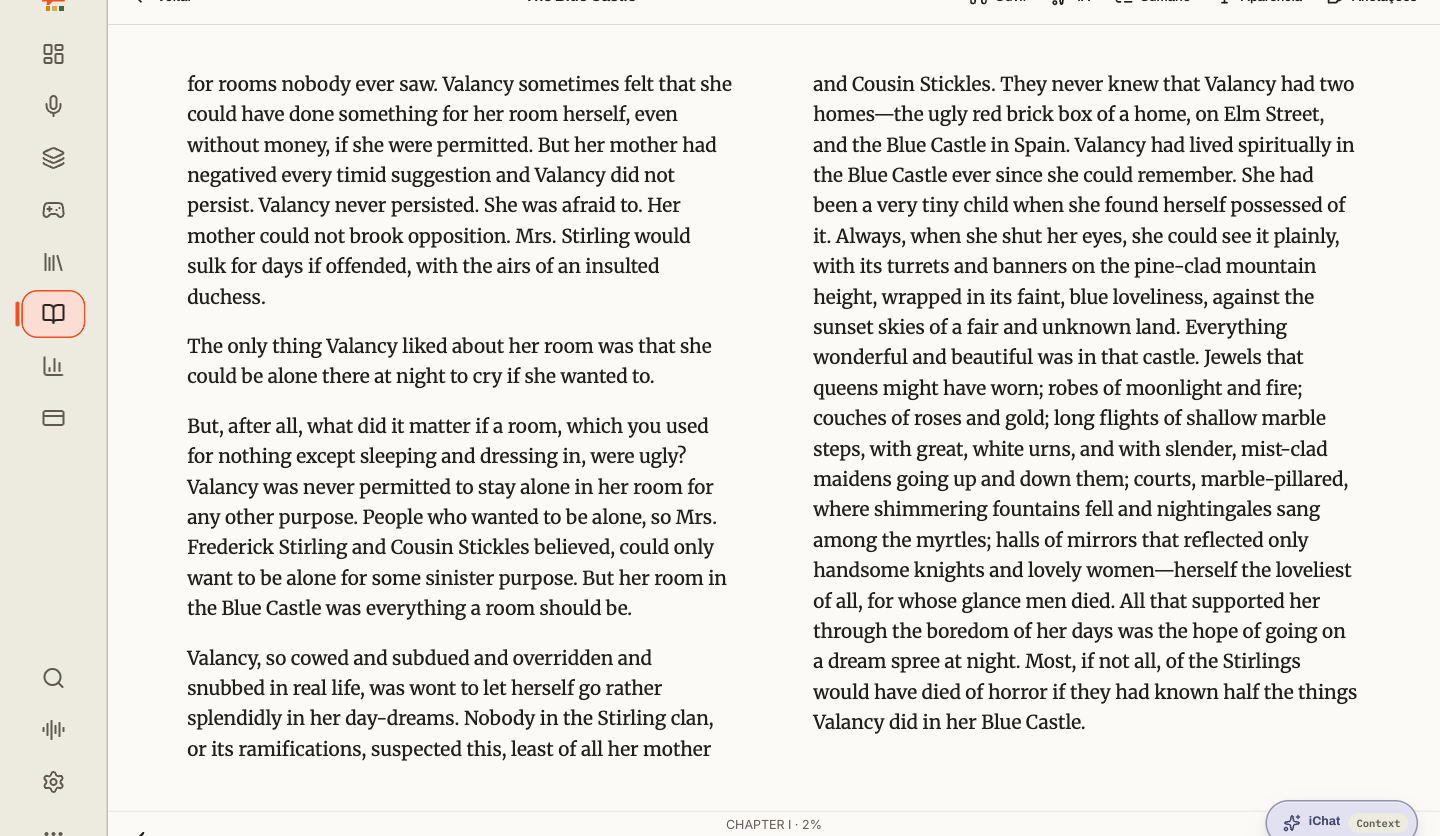 The Blue Castle
for rooms nobody ever saw. Valancy sometimes felt that she
could have done something for her room herself, even
without money, if she were permitted. But her mother had
negatived every timid suggestion and Valancy did not
persist. Valancy never persisted. She was afraid to. Her
mother could not brook opposition. Mrs. Stirling would
sulk for days if offended, with the airs of an insulted
duchess.
The only thing Valancy liked about her room was that she
could be alone there at night to cry if she wanted to.
But, after all, what did it matter if a room, which you used
for nothing except sleeping and dressing in, were ugly?
Valancy was never permitted to stay alone in her room for
any other purpose. People who wanted to be alone, so Mrs.
Frederick Stirling and Cousin Stickles believed, could only
want to be alone for some sinister purpose. But her room in
the Blue Castle was everything a room should be.
Valancy, so cowed and subdued and overridden and
snubbed in real life, was wont to let herself go rather
splendidly in her day-dreams. Nobody in the Stirling clan,
or its ramifications, suspected this, least of all her mother
and Cousin Stickles. They never knew that Valancy had two
homes—the ugly red brick box of a home, on Elm Street,
and the Blue Castle in Spain. Valancy had lived spiritually in
the Blue Castle ever since she could remember. She had
been a very tiny child when she found herself possessed of
it. Always, when she shut her eyes, she could see it plainly,
with its turrets and banners on the pine-clad mountain
height, wrapped in its faint, blue loveliness, against the
sunset skies of a fair and unknown land. Everything
wonderful and beautiful was in that castle. Jewels that
queens might have worn; robes of moonlight and fire;
couches of roses and gold; long flights of shallow marble
steps, with great, white urns, and with slender, mist-clad
maidens going up and down them; courts, marble-pillared,
where shimmering fountains fell and nightingales sang
among the myrtles; halls of mirrors that reflected only
handsome knights and lovely women—herself the loveliest
of all, for whose glance men died. All that supported her
through the boredom of her days was the hope of going on
a dream spree at night. Most, if not all, of the Stirlings
would have died of horror if they had known half the things
Valancy did in her Blue Castle.
CHAPTER I · 2%
iChat Context